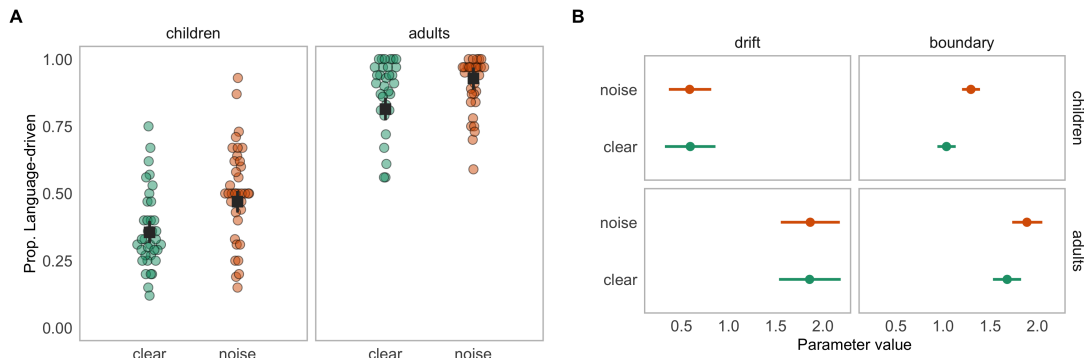 A
children
adults
Prop. Language-driven
1.00
0.75
0.50
0.25
0.00
clear
noise
clear
noise
B
drift
boundary
noise
clear
children
noise
clear
adults
0.5 1.0 1.5 2.0
0.5 1.0 1.5 2.0
Parameter value